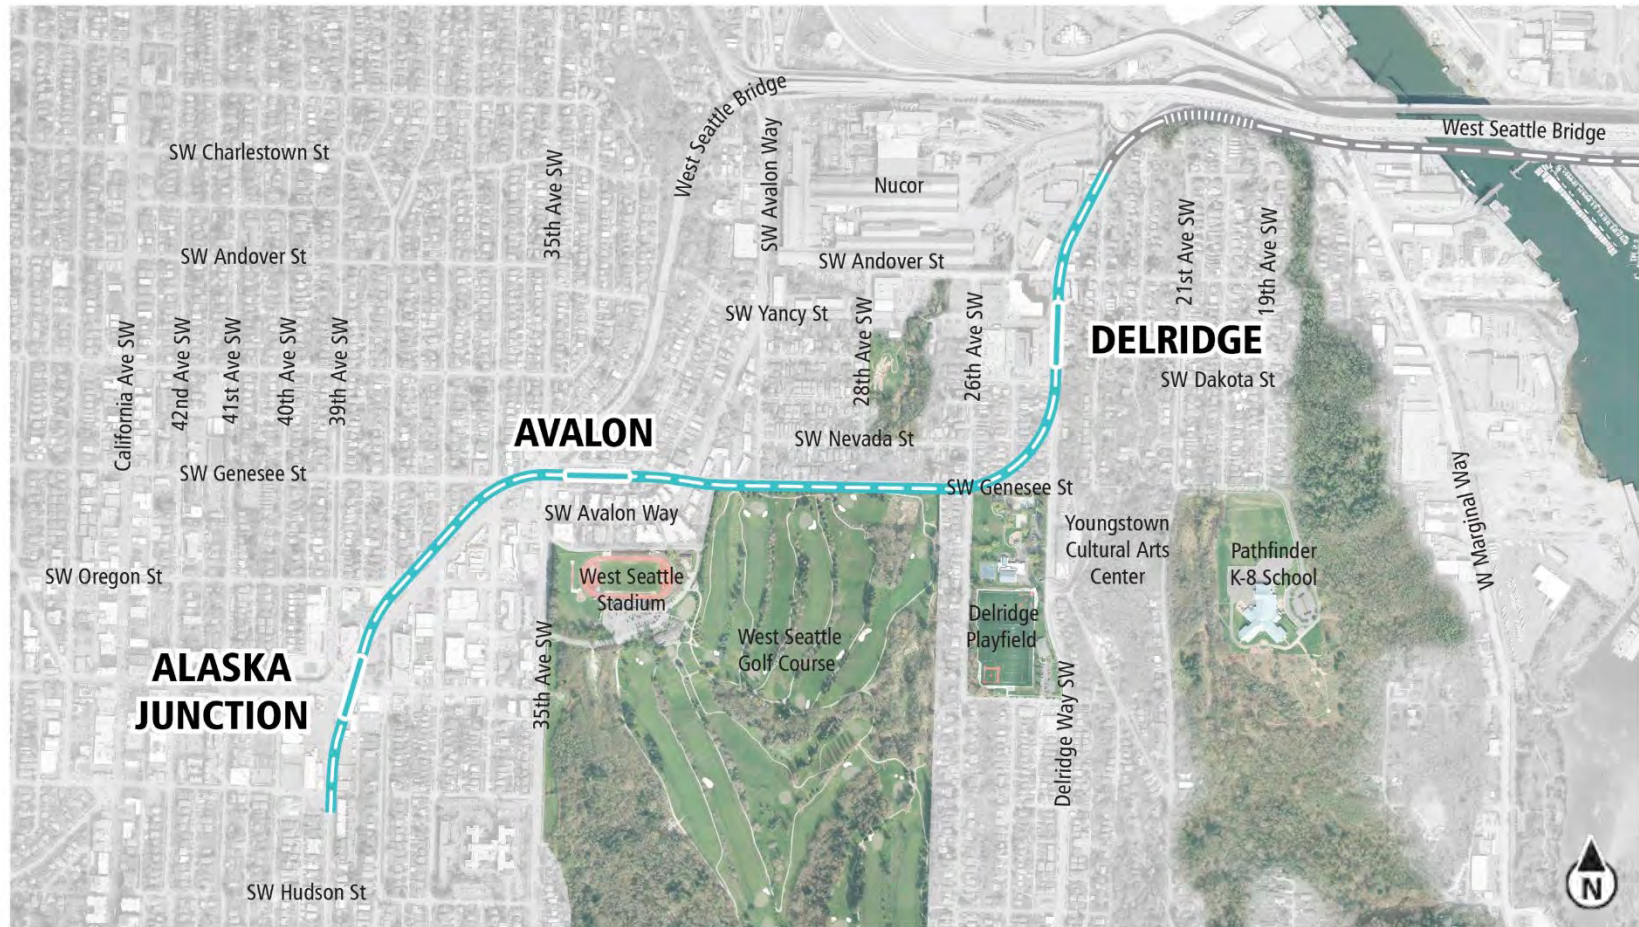 West Seattle Bridge
West Seattle Bridge
SW Charlestown St
35th Ave SW
SW Avalon Way
Nucor
SW Andover St
SW Andover St
21st Ave SW
19th Ave SW
SW Yancy St
28th Ave SW
26th Ave SW
DELRIDGE
SW Dakota St
California Ave SW
42nd Ave SW
41st Ave SW
40th Ave SW
39th Ave SW
AVALON
SW Nevada St
SW Genesee St
SW Genesee St
SW Avalon Way
Youngstown
Cultural Arts
Center
Pathfinder
K-8 School
W Marginal Way
SW Oregon St
West Seattle
Stadium
West Seattle
Golf Course
Delridge
Playfield
35th Ave SW
Delridge Way SW
ALASKA
JUNCTION
SW Hudson St
N